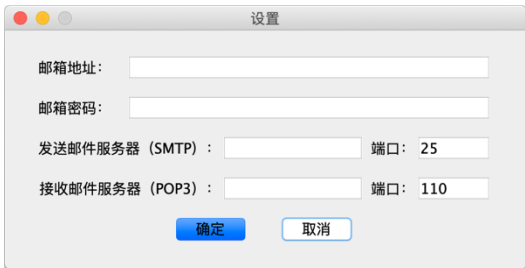 设置
邮箱地址：
邮箱密码：
发送邮件服务器（SMTP）： 端口： 25
接收邮件服务器（POP3）： 端口： 110
确定 取消